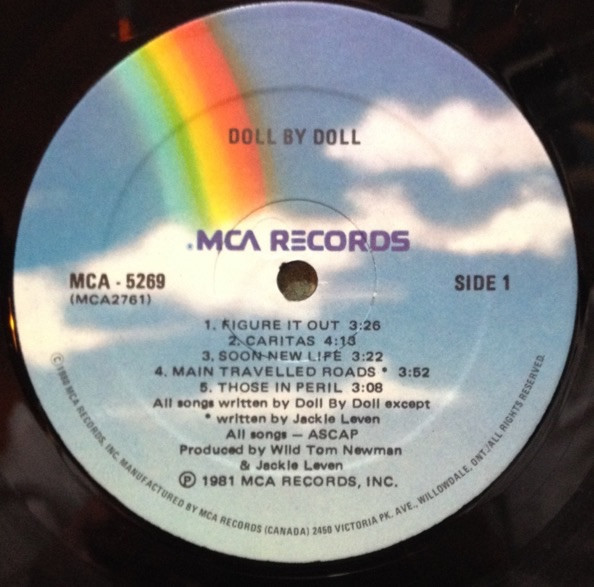 DOLL BY DOLL
MCA RECORDS
MCA - 5269
(MCA2761)
SIDE 1
1. FIGURE IT OUT 3:26
2. CARITAS 4:13
3. SOON NEW LIFE 3:22
4. MAIN TRAVELLED ROADS * 3:52
5. THOSE IN PERIL 3:08
All songs written by Doll By Doll except
* written by Jackie Leven
All songs — ASCAP
Produced by Wild Tom Newman
& Jackie Leven
℗ 1981 MCA RECORDS, INC.
© 1980 MCA RECORDS, INC. MANUFACTURED BY MCA RECORDS (CANADA) 2450 VICTORIA PK. AVE., WILLOWDALE, ONT./ALL RIGHTS RESERVED.